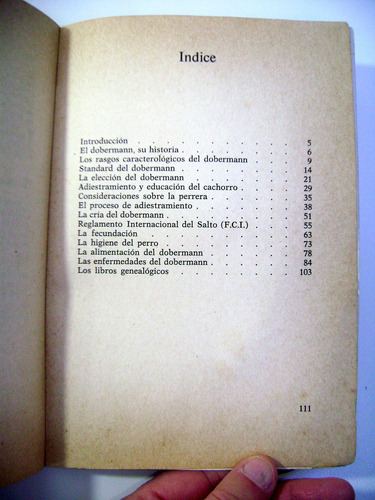 Indice
Introducción . . . . . . . . . . 5
El dobermann, su historia . . . . . . . 6
Los rasgos caracterológicos del dobermann . . . 9
Standard del dobermann . . . . . . . 14
La elección del dobermann . . . . . . 21
Adiestramiento y educación del cachorro . . . . 29
Consideraciones sobre la perrera . . . . . 35
El proceso de adiestramiento . . . . . . 38
La cría del dobermann . . . . . . . 51
Reglamento Internacional del Salto (F.C.I.) . . . 55
La fecundación . . . . . . . . . 63
La higiene del perro . . . . . . . . 73
La alimentación del dobermann . . . . . 78
Las enfermedades del dobermann . . . . . 84
Los libros genealógicos . . . . . . . 103
111